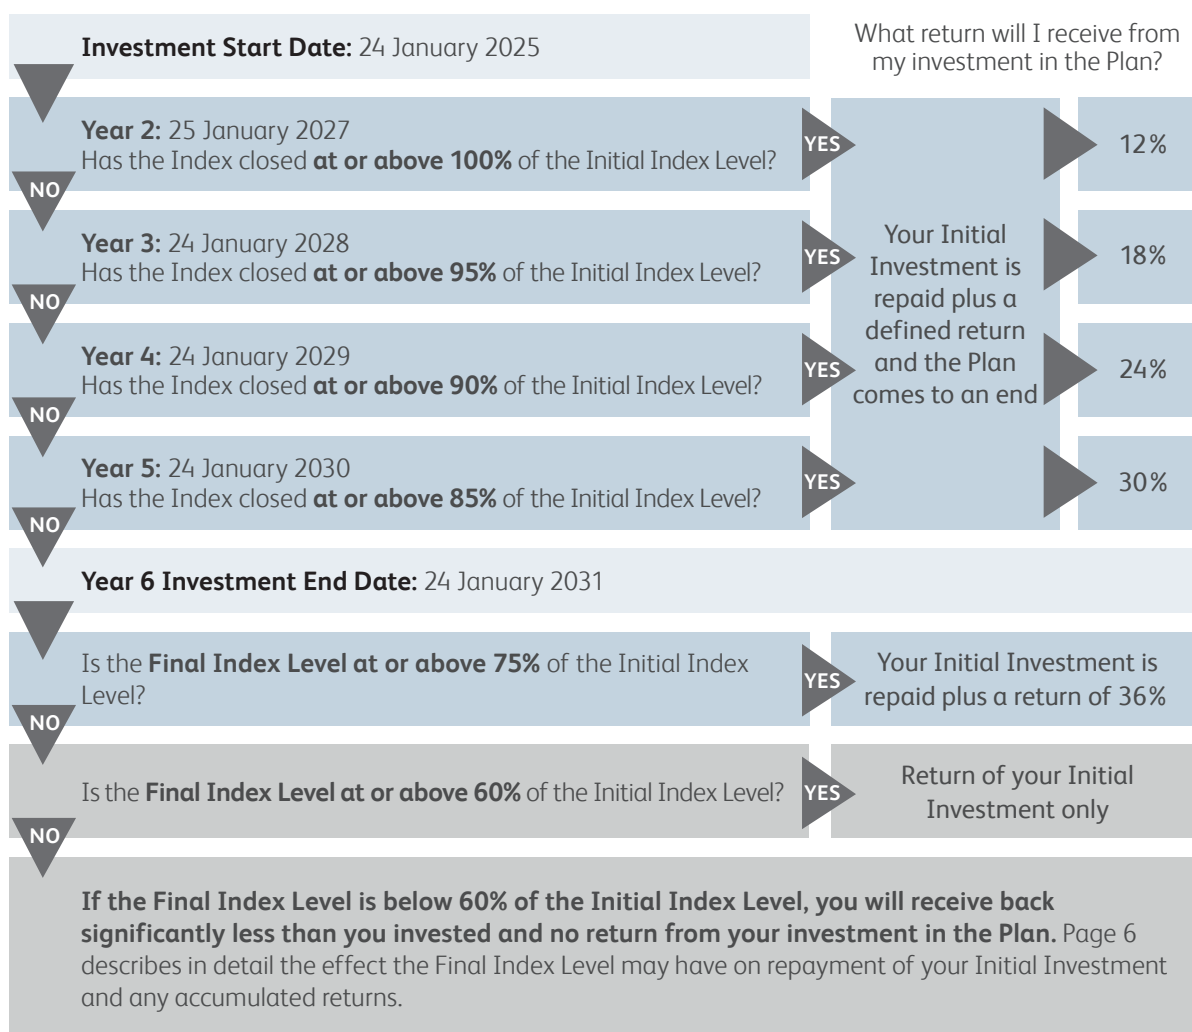 Investment Start Date: 24 January 2025
What return will I receive from
my investment in the Plan?
Year 2: 25 January 2027
Has the Index closed at or above 100% of the Initial Index Level?
YES
12%
NO
Year 3: 24 January 2028
Has the Index closed at or above 95% of the Initial Index Level?
YES
18%
NO
Year 4: 24 January 2029
Has the Index closed at or above 90% of the Initial Index Level?
YES
24%
NO
Year 5: 24 January 2030
Has the Index closed at or above 85% of the Initial Index Level?
YES
30%
NO
Your Initial
Investment is
repaid plus a
defined return
and the Plan
comes to an end
Year 6 Investment End Date: 24 January 2031
Is the Final Index Level at or above 75% of the Initial Index
Level?
YES
Your Initial Investment is
repaid plus a return of 36%
NO
Is the Final Index Level at or above 60% of the Initial Index Level?
YES
Return of your Initial
Investment only
NO
If the Final Index Level is below 60% of the Initial Index Level, you will receive back
significantly less than you invested and no return from your investment in the Plan. Page 6
describes in detail the effect the Final Index Level may have on repayment of your Initial Investment
and any accumulated returns.